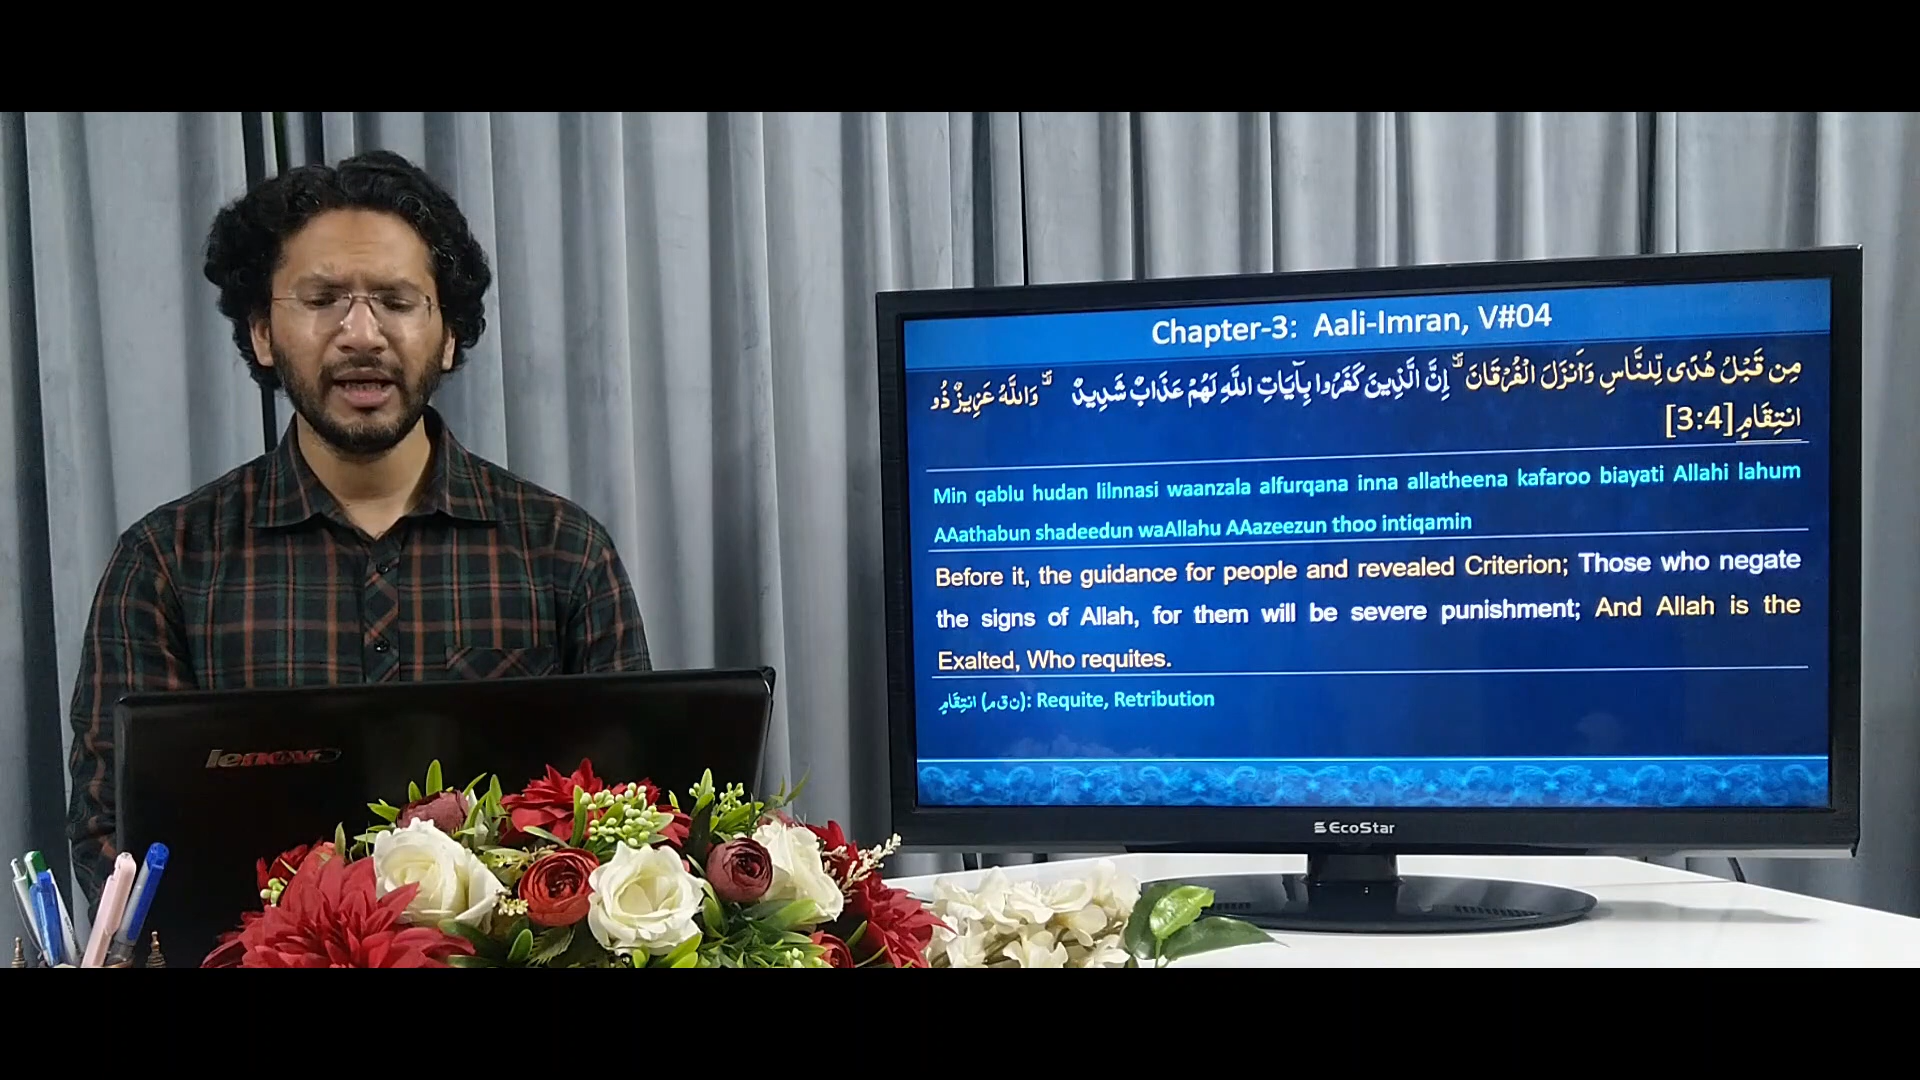 Chapter-3: Aali-Imran, V#04
مِن قَبْلُ هُدًى لِّلنَّاسِ وَأَنزَلَ الْفُرْقَانَ ۗ إِنَّ الَّذِينَ كَفَرُوا بِآيَاتِ اللَّهِ لَهُمْ عَذَابٌ شَدِيدٌ ۗ وَاللَّهُ عَزِيزٌ ذُو
انتِقَامٍ [3:4]
Min qablu hudan lilnnasi waanzala alfurqana inna allatheena kafaroo biayati Allahi lahum
AAathabun shadeedun waAllahu AAazeezun thoo intiqamin
Before it, the guidance for people and revealed Criterion; Those who negate
the signs of Allah, for them will be severe punishment; And Allah is the
Exalted, Who requites.
انتِقَامٍ (ن ق م): Requite, Retribution
EcoStar
lenovo